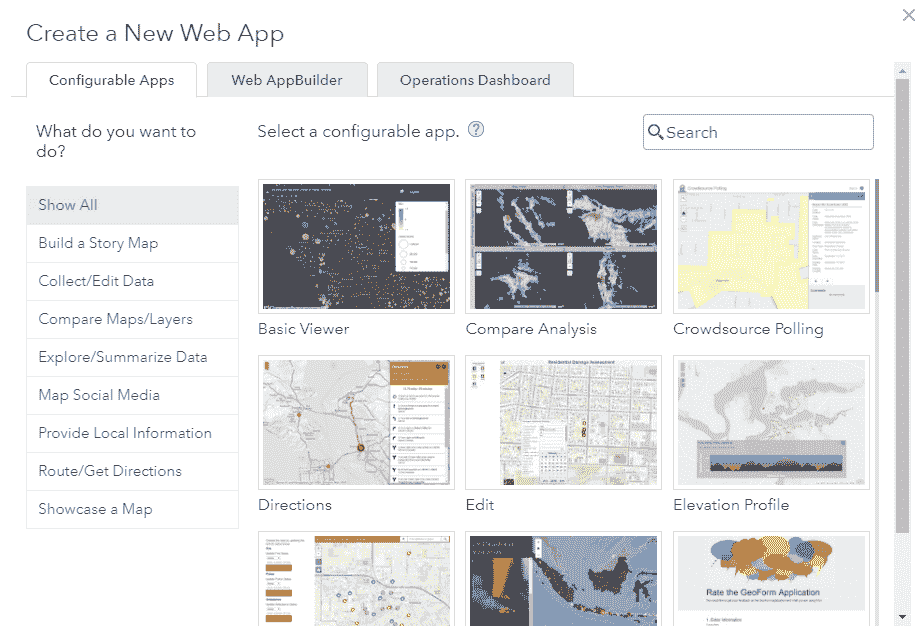 Create a New Web App
Configurable Apps
Web AppBuilder
Operations Dashboard
What do you want to
do?
Select a configurable app.
?
Search
Show All
Build a Story Map
Collect/Edit Data
Compare Maps/Layers
Explore/Summarize Data
Map Social Media
Provide Local Information
Route/Get Directions
Showcase a Map
Crowdsource Polling
Basic Viewer
Compare Analysis
Crowdsource Polling
Residential Damage Assessment
Directions
Edit
Elevation Profile
Rate the GeoForm Application